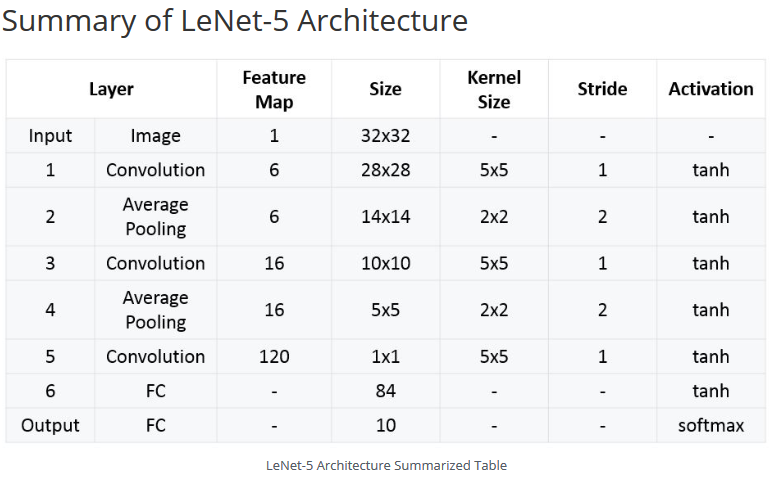 Summary of LeNet-5 Architecture
Layer Feature Map Size Kernel Size Stride Activation
Input Image 1 32x32 - - -
1 Convolution 6 28x28 5x5 1 tanh
2 Average Pooling 6 14x14 2x2 2 tanh
3 Convolution 16 10x10 5x5 1 tanh
4 Average Pooling 16 5x5 2x2 2 tanh
5 Convolution 120 1x1 5x5 1 tanh
6 FC - 84 - - tanh
Output FC - 10 - - softmax
LeNet-5 Architecture Summarized Table